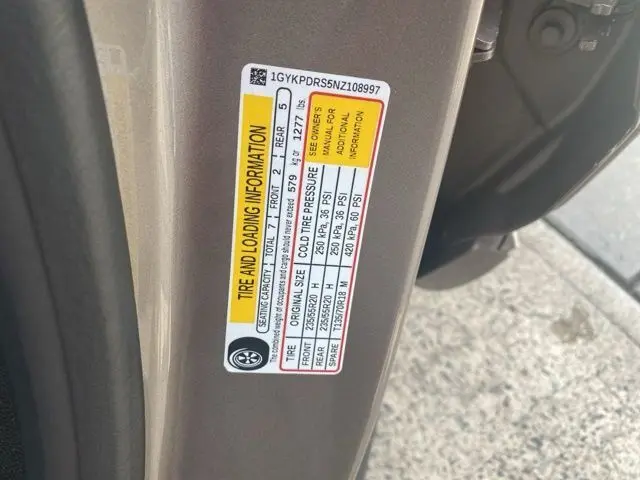 1GYKPDRS5NZ108997
TIRE AND LOADING INFORMATION
SEATING CAPACITY TOTAL 7 FRONT 2 REAR 5
The combined weight of occupants and cargo should never exceed 579 kg or 1277 lbs.
TIRE ORIGINAL SIZE COLD TIRE PRESSURE
FRONT 235/55R20 H 250 kPa, 36 PSI
REAR 235/55R20 H 250 kPa, 36 PSI
SPARE T135/70R18 M 420 kPa, 60 PSI
SEE OWNER'S
MANUAL FOR
ADDITIONAL
INFORMATION